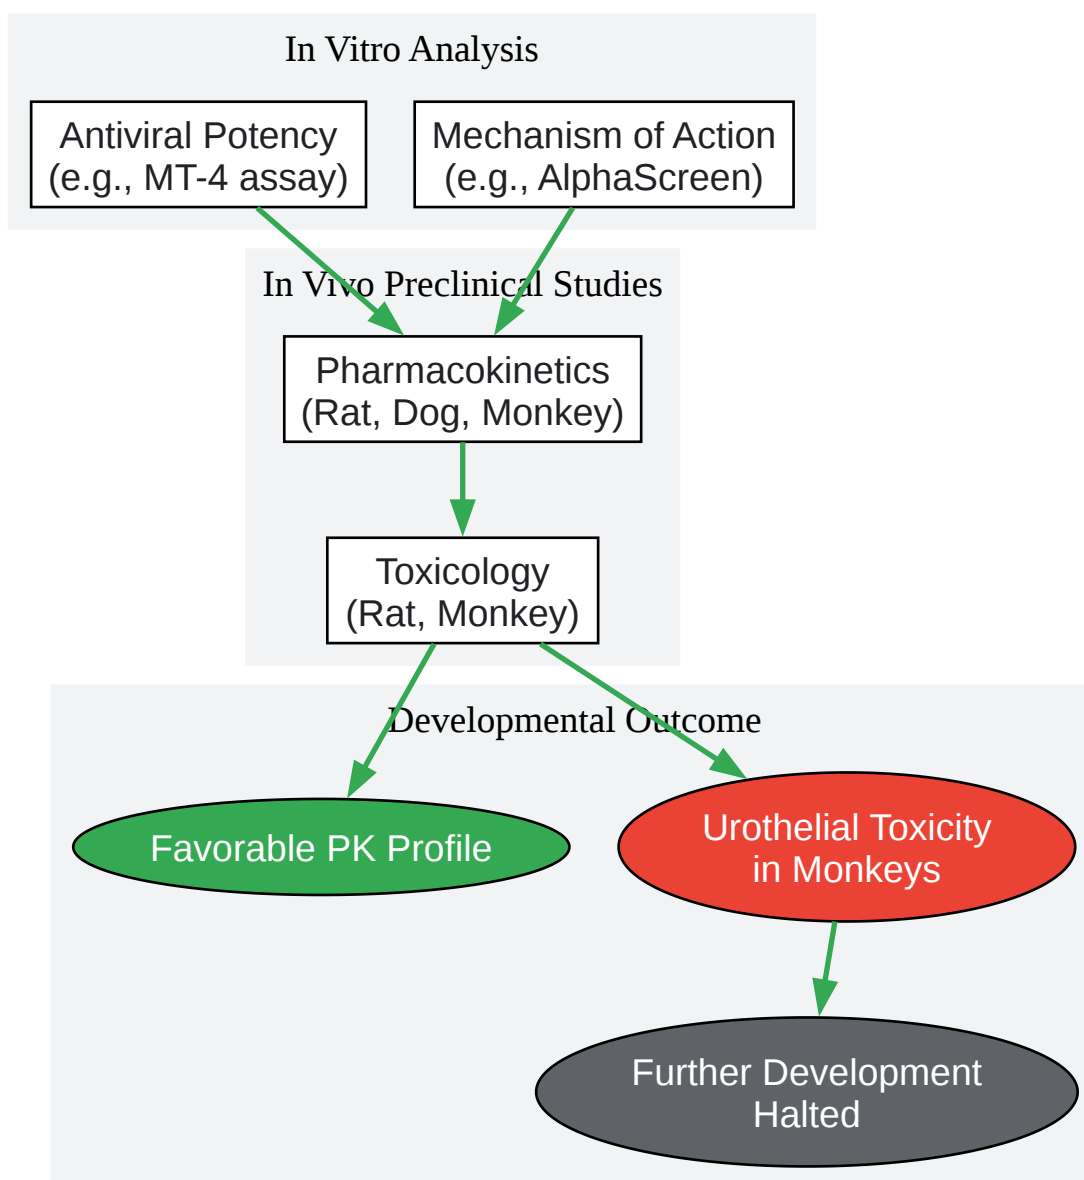 In Vitro Analysis
Antiviral Potency
(e.g., MT-4 assay)
Mechanism of Action
(e.g., AlphaScreen)
In Vivo Preclinical Studies
Pharmacokinetics
(Rat, Dog, Monkey)
Toxicology
(Rat, Monkey)
Developmental Outcome
Favorable PK Profile
Urothelial Toxicity
in Monkeys
Further Development
Halted